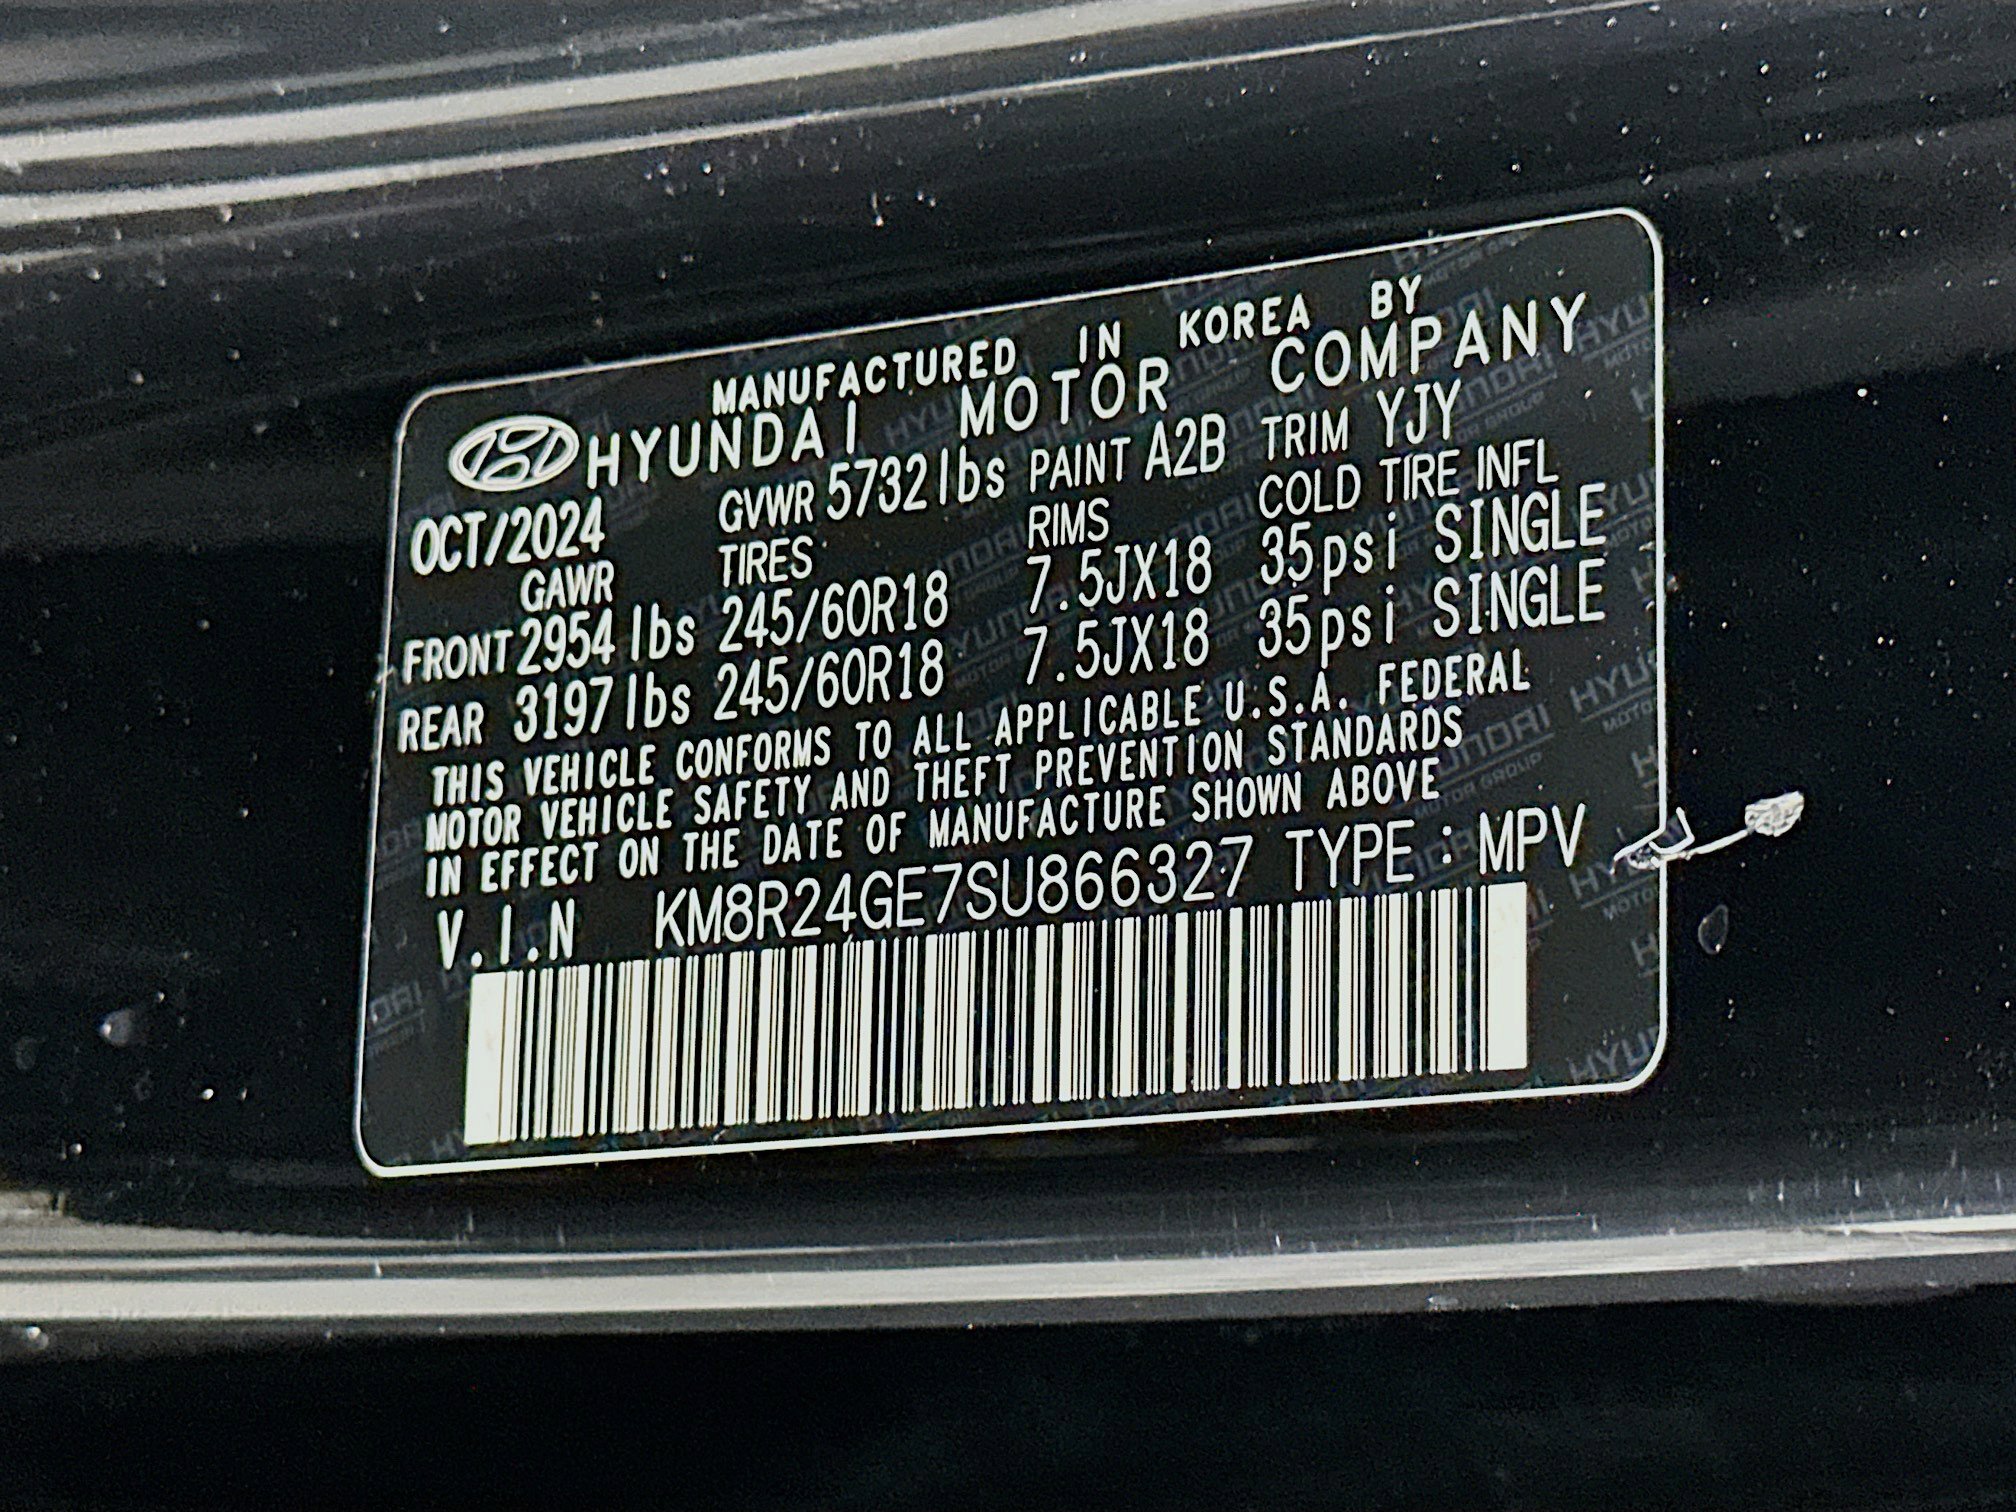 MANUFACTURED IN KOREA BY
HYUNDAI MOTOR COMPANY
OCT/2024 GVWR 5732lbs PAINT A2B TRIM YJY
GAWR TIRES RIMS COLD TIRE INFL
FRONT 2954lbs 245/60R18 7.5JX18 35psi SINGLE
REAR 3197lbs 245/60R18 7.5JX18 35psi SINGLE
THIS VEHICLE CONFORMS TO ALL APPLICABLE U.S.A. FEDERAL
MOTOR VEHICLE SAFETY AND THEFT PREVENTION STANDARDS
IN EFFECT ON THE DATE OF MANUFACTURE SHOWN ABOVE
V.I.N KM8R24GE7SU866327 TYPE : MPV